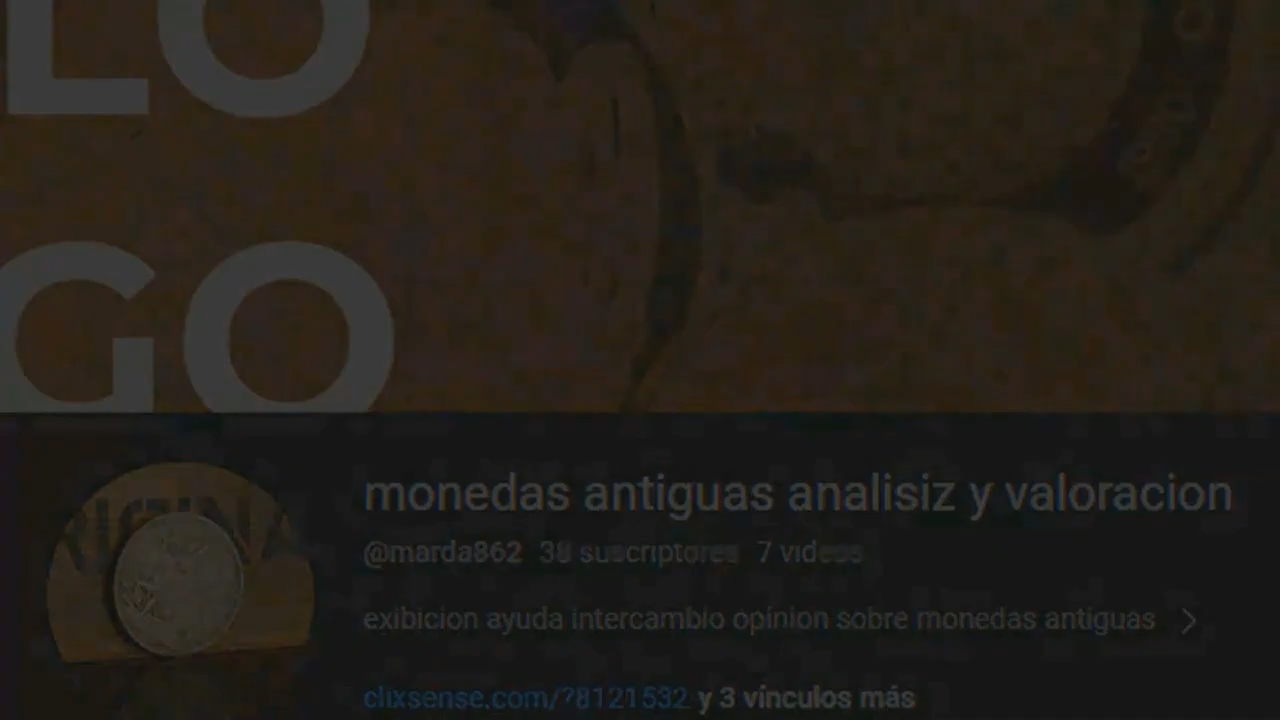 LO
GO
monedas antiguas analisiz y valoracion
@marda862 38 suscriptores 7 videos
exibicion ayuda intercambio opinion sobre monedas antiguas
clixsense.com/?8121532 y 3 vínculos más